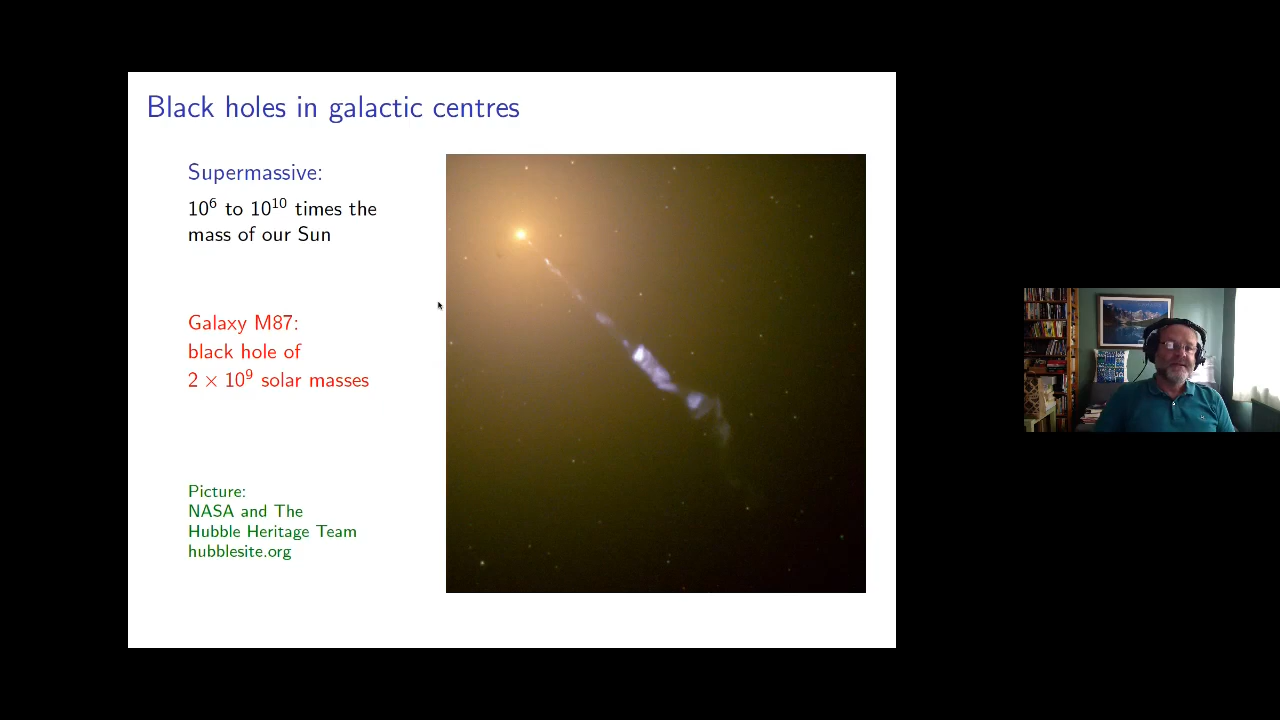 Black holes in galactic centres
Supermassive:
10⁶ to 10¹⁰ times the
mass of our Sun
Galaxy M87:
black hole of
2 × 10⁹ solar masses
Picture:
NASA and The
Hubble Heritage Team
hubblesite.org